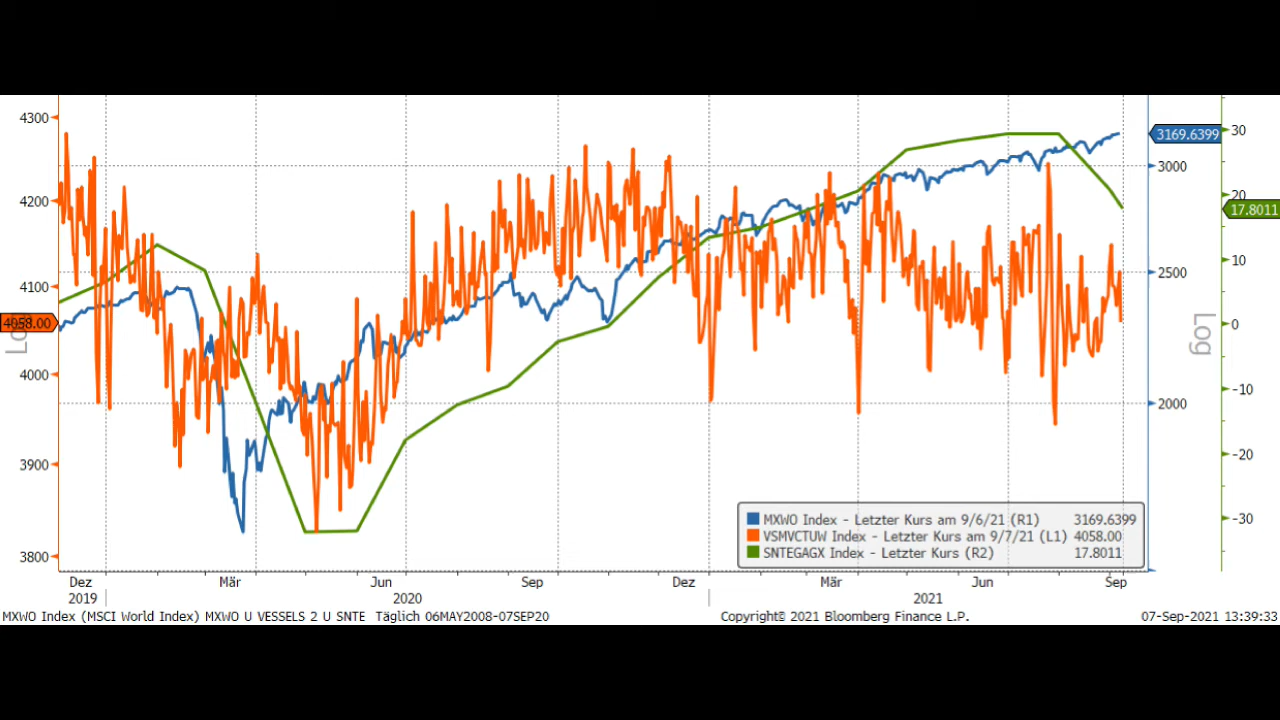 4300
4200
4100
4000
3900
3800
4058.00
Log
3169.6399
3000
2500
2000
Log
30
20
17.8011
10
0
-10
-20
-30
MXWO Index - Letzter Kurs am 9/6/21 (R1) 3169.6399
VSMVCTUW Index - Letzter Kurs am 9/7/21 (L1) 4058.00
SNTEGAGX Index - Letzter Kurs (R2) 17.8011
Dez Mär Jun Sep Dez Mär Jun Sep
2019 2020 2021
MXWO Index (MSCI World Index) MXWO U VESSELS 2 U SNTE Täglich 06MAY2008-07SEP20 Copyright© 2021 Bloomberg Finance L.P. 07-Sep-2021 13:39:33